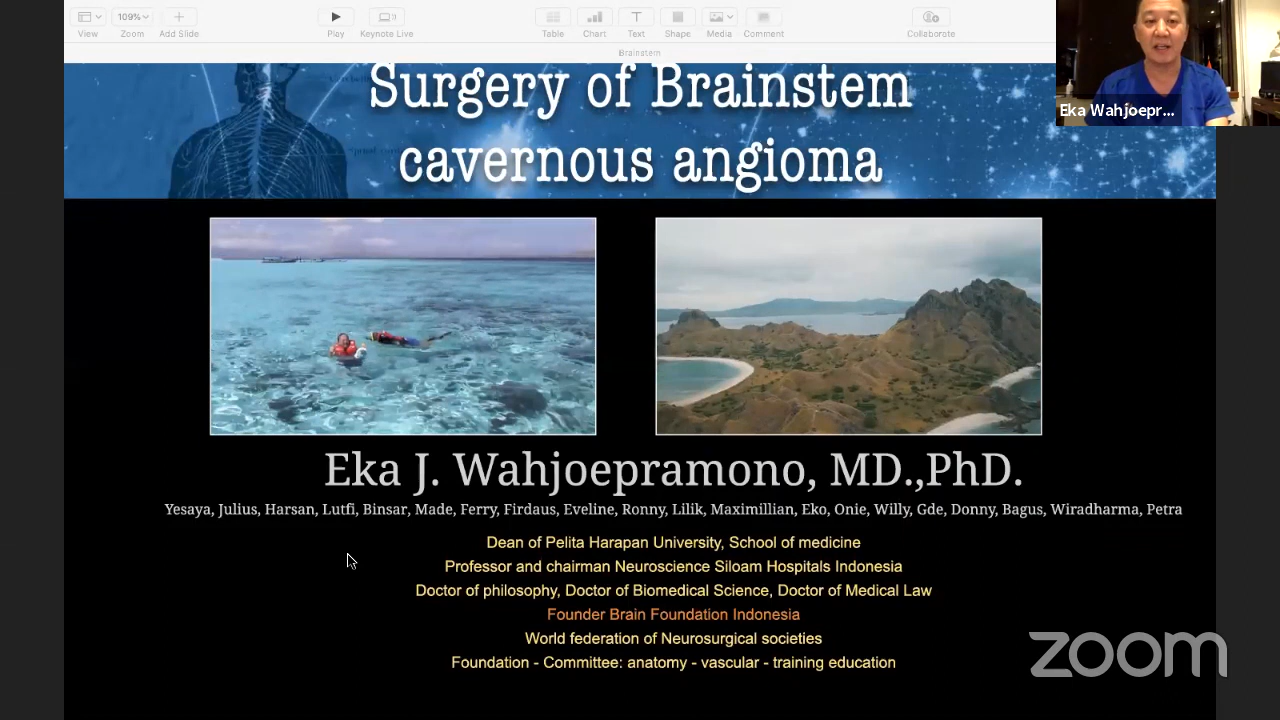 109%
View
Zoom
Add Slide
Play
Keynote Live
Table
Chart
Text
Shape
Media
Comment
Collaborate
Brainstem
Eka Wahjoepr...
Surgery of Brainstem
cavernous angioma
Eka J. Wahjoepramono, MD.,PhD.
Yesaya, Julius, Harsan, Lutfi, Binsar, Made, Ferry, Firdaus, Eveline, Ronny, Lilik, Maximillian, Eko, Onie, Willy, Gde, Donny, Bagus, Wiradharma, Petra
Dean of Pelita Harapan University, School of medicine
Professor and chairman Neuroscience Siloam Hospitals Indonesia
Doctor of philosophy, Doctor of Biomedical Science, Doctor of Medical Law
Founder Brain Foundation Indonesia
World federation of Neurosurgical societies
Foundation - Committee: anatomy - vascular - training education
zoom